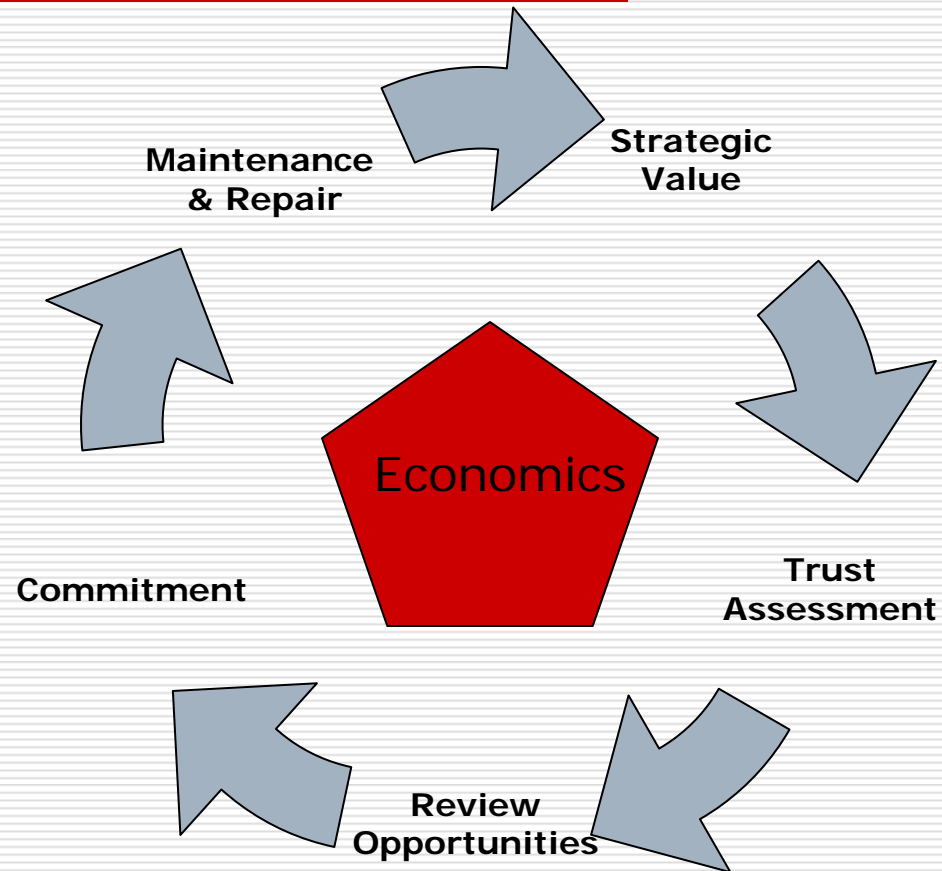 Maintenance
& Repair
Strategic
Value
Economics
Trust
Assessment
Commitment
Review
Opportunities